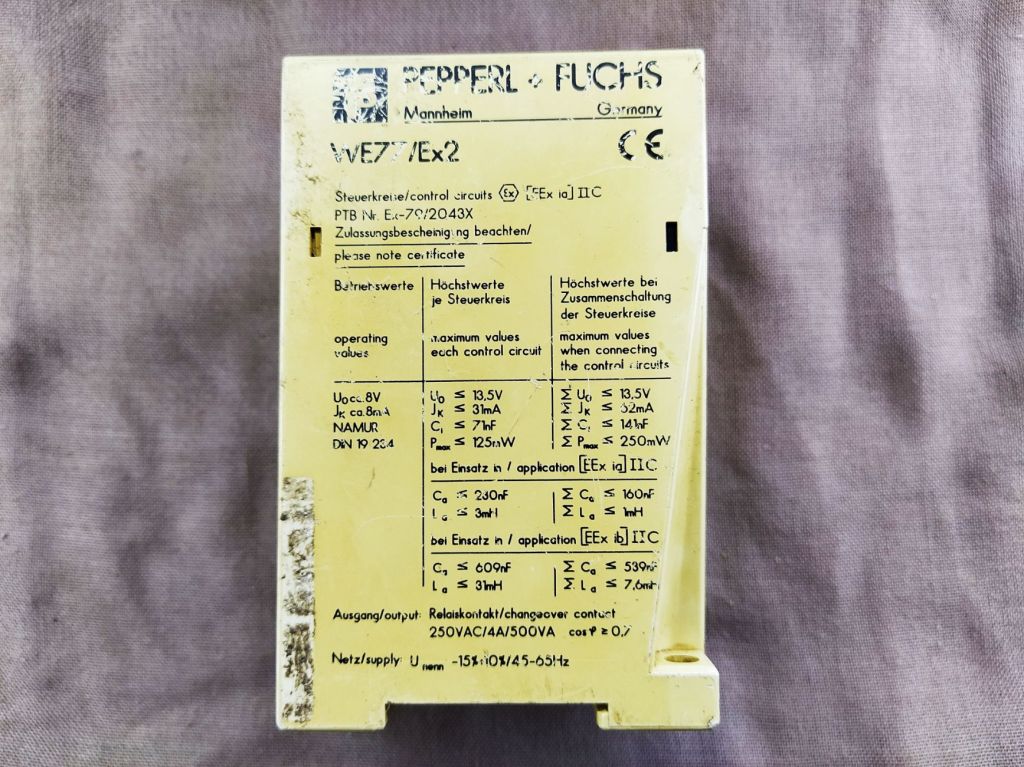 PEPPERL + FUCHS
Mannheim Germany
WE77/Ex2
CE
Steuerkreise/control circuits Ex [EEx ia] IIC
PTB Nr. Ex-79/2043X
Zulassungsbescheinigung beachten/
please note certificate
Betriebswerte Höchstwerte je Steuerkreis Höchstwerte bei Zusammenschaltung der Steuerkreise
operating values maximum values each control circuit maximum values when connecting the control circuits
U₀ ca. 8V U₀ ≤ 13,5V Σ U₀ ≤ 13,5V
Jₖ ca. 8mA Jₖ ≤ 31mA Σ Jₖ ≤ 62mA
NAMUR Cᵢ ≤ 71nF Σ Cᵢ ≤ 141nF
DIN 19 234 Pmax ≤ 125mW Σ Pmax ≤ 250mW
bei Einsatz in / application [EEx ia] IIC
Cₐ ≤ 230nF Σ Cₐ ≤ 160nF
Lₐ ≤ 3mH Σ Lₐ ≤ 1mH
bei Einsatz in / application [EEx ib] IIC
Cₐ ≤ 609nF Σ Cₐ ≤ 539nF
Lₐ ≤ 31mH Σ Lₐ ≤ 7,6mH
Ausgang/output: Relaiskontakt/changeover contact
250VAC/4A/500VA cos φ ≥ 0,7
Netz/supply: U nenn -15%+10%/45-65Hz